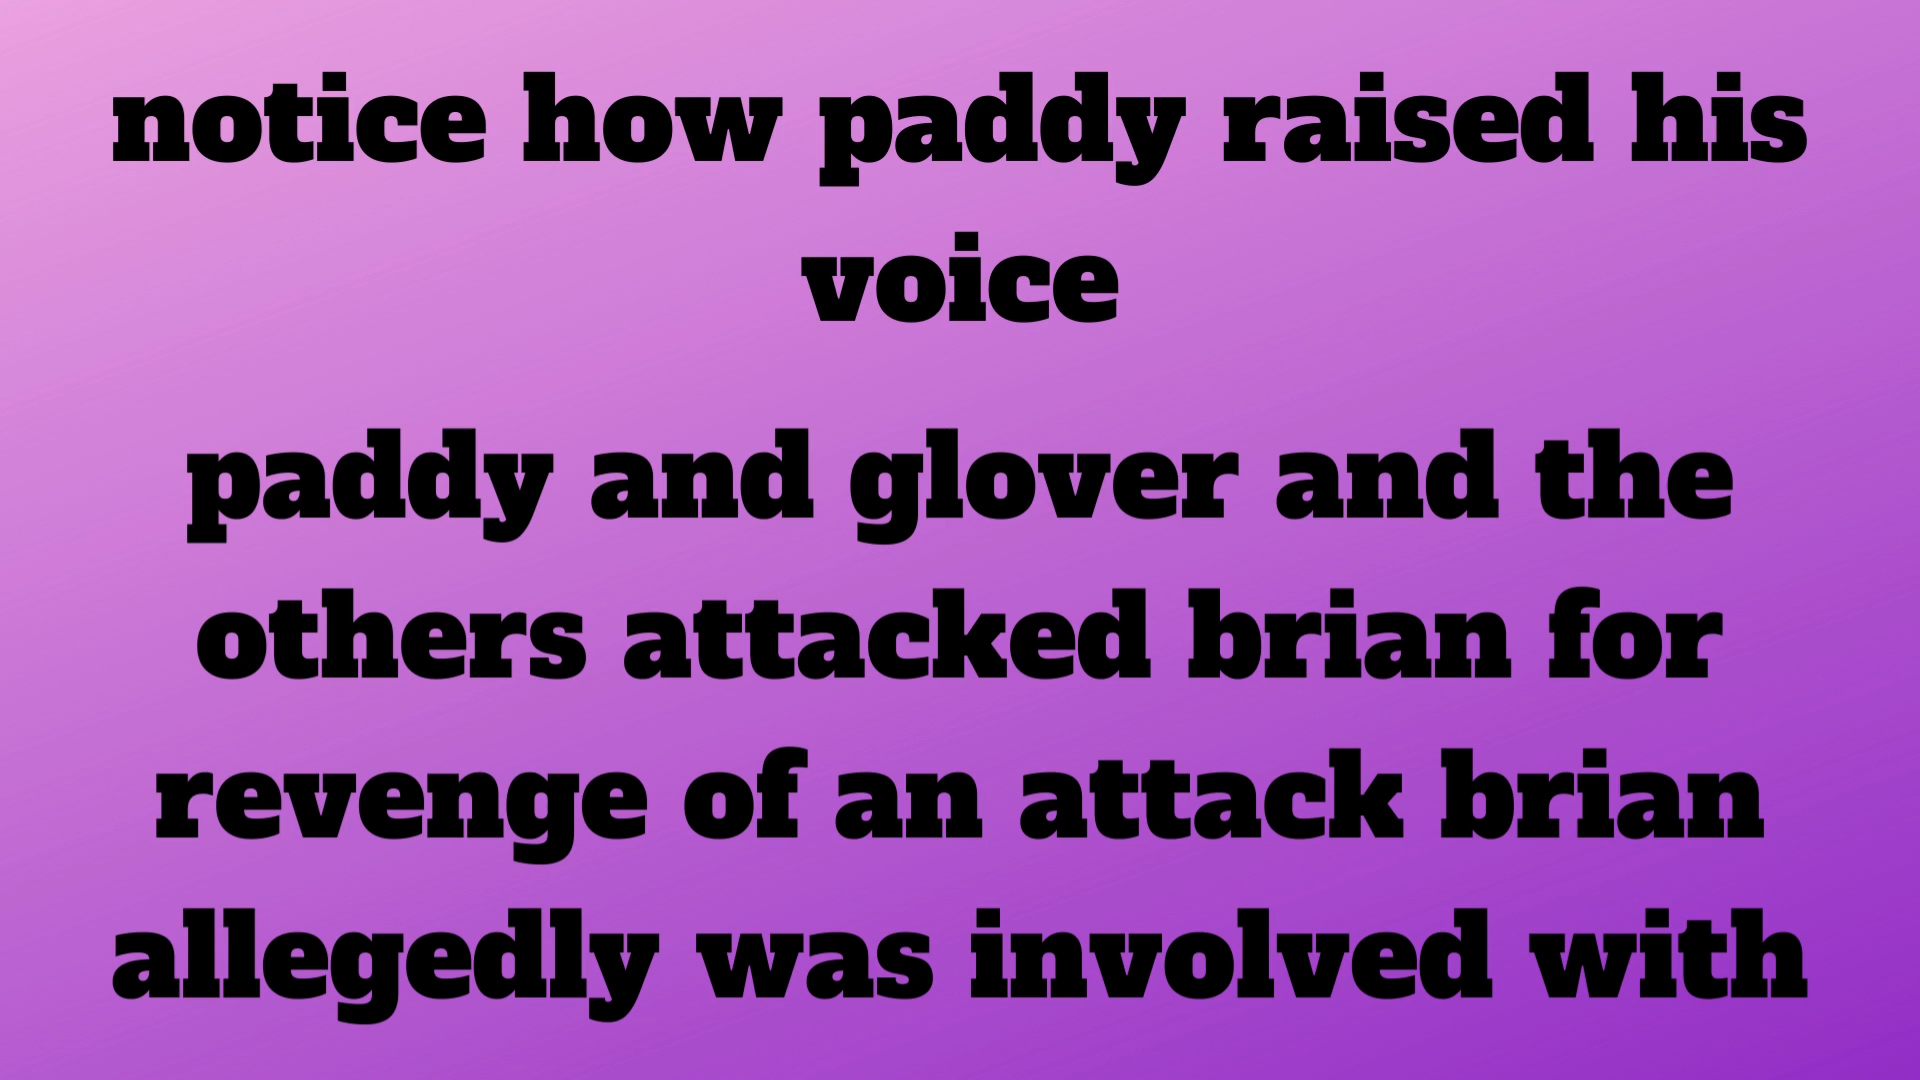 notice how paddy raised his
voice
paddy and glover and the
others attacked brian for
revenge of an attack brian
allegedly was involved with